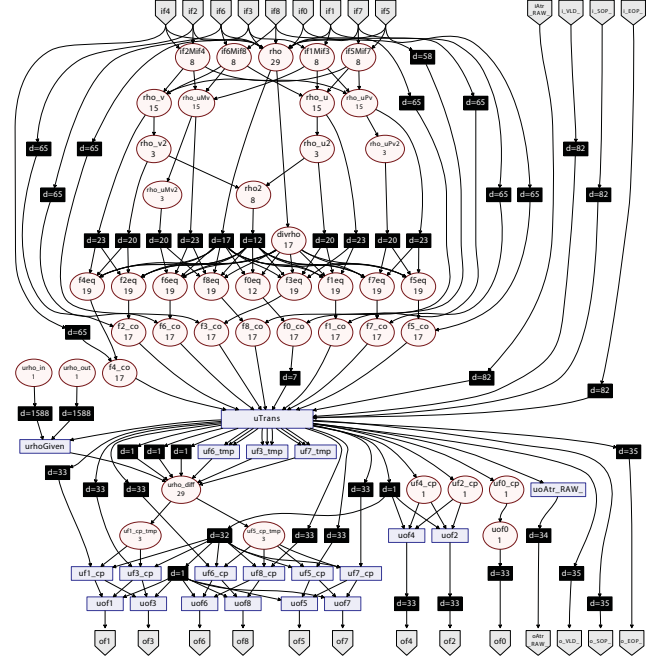 if4 if2 if6 if3 if8 if0 if1 if7 if5
iAtr _RAW_ i_VLD_ i_SOP_ i_EOP_
if2Mif4 8
if6Mif8 8
rho 29
if1Mif3 8
if5Mif7 8
d=58
d=65
d=65
rho_v 15
rho_uMv 15
rho_u 15
rho_uPv 15
d=65
d=65
d=82
rho_v2 3
rho_u2 3
rho_uPv2 3
d=65
rho_uMv2 3
rho2 8
d=65
d=65
d=82
d=23 d=20 d=20 d=23 d=17 d=12
divrho 17
d=20 d=23 d=20 d=23
f4eq 19
f2eq 19
f6eq 19
f8eq 19
f0eq 12
f3eq 19
f1eq 19
f7eq 19
f5eq 19
d=65
f2_co 17
f6_co 17
f3_co 17
f8_co 17
f0_co 17
f1_co 17
f7_co 17
f5_co 17
urho_in 1
urho_out 1
f4_co 17
d=7
d=82
d=82
d=1588 d=1588
uTrans
urhoGiven
d=1 d=1 d=1
uf6_tmp uf3_tmp uf7_tmp
d=35
d=33
d=33 d=33
urho_diff 29
d=33 d=1
uf4_cp 1
uf2_cp 1
uf0_cp 1
uoAtr_RAW_
uf1_cp_tmp 3
d=32
uf5_cp_tmp 3
d=33 d=33
uof4 uof2
uof0 1
d=34
uf1_cp uf3_cp d=1 uf6_cp uf8_cp uf5_cp uf7_cp
d=33
d=35
uof1 uof3 uof6 uof8 uof5 uof7
d=33 d=33
d=35
of1 of3 of6 of8 of5 of7 of4 of2 of0
oAtr _RAW_ o_VLD_ o_SOP_ o_EOP_